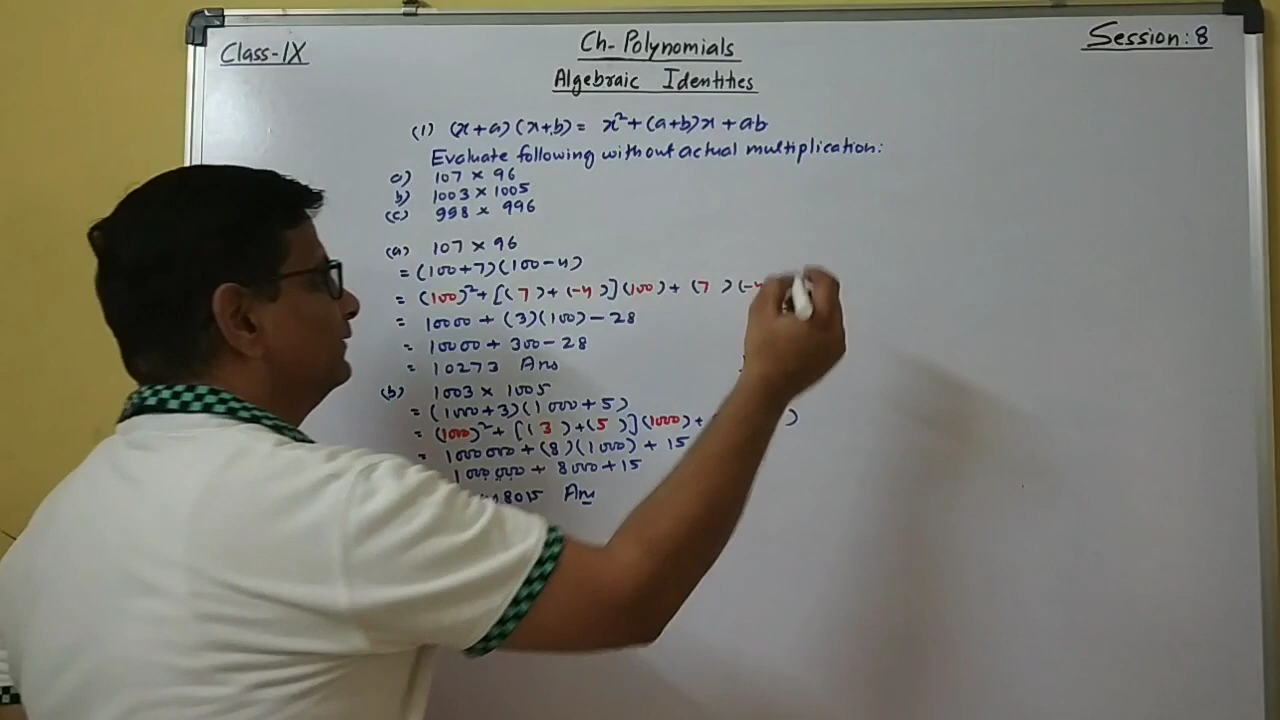 Class-IX
Ch-Polynomials
Session: 8
Algebraic Identities
(1) (x+a)(x+b) = x²+(a+b)x+ab
Evaluate following without actual multiplication:
a) 107 × 96
b) 1003 × 1005
(c) 998 × 996
(a) 107 × 96
= (100+7)(100-4)
= (100)²+[(7)+(-4)](100)+(7)(-4
= 10000 + (3)(100) - 28
= 10000 + 300 - 28
= 10273 Ans
(b) 1003 × 1005
= (1000+3)(1000+5)
= (1000)²+[(3)+(5)](1000)+ )
= 1000000 + (8)(1000) + 15
1000000 + 8000 + 15
8015 Ans